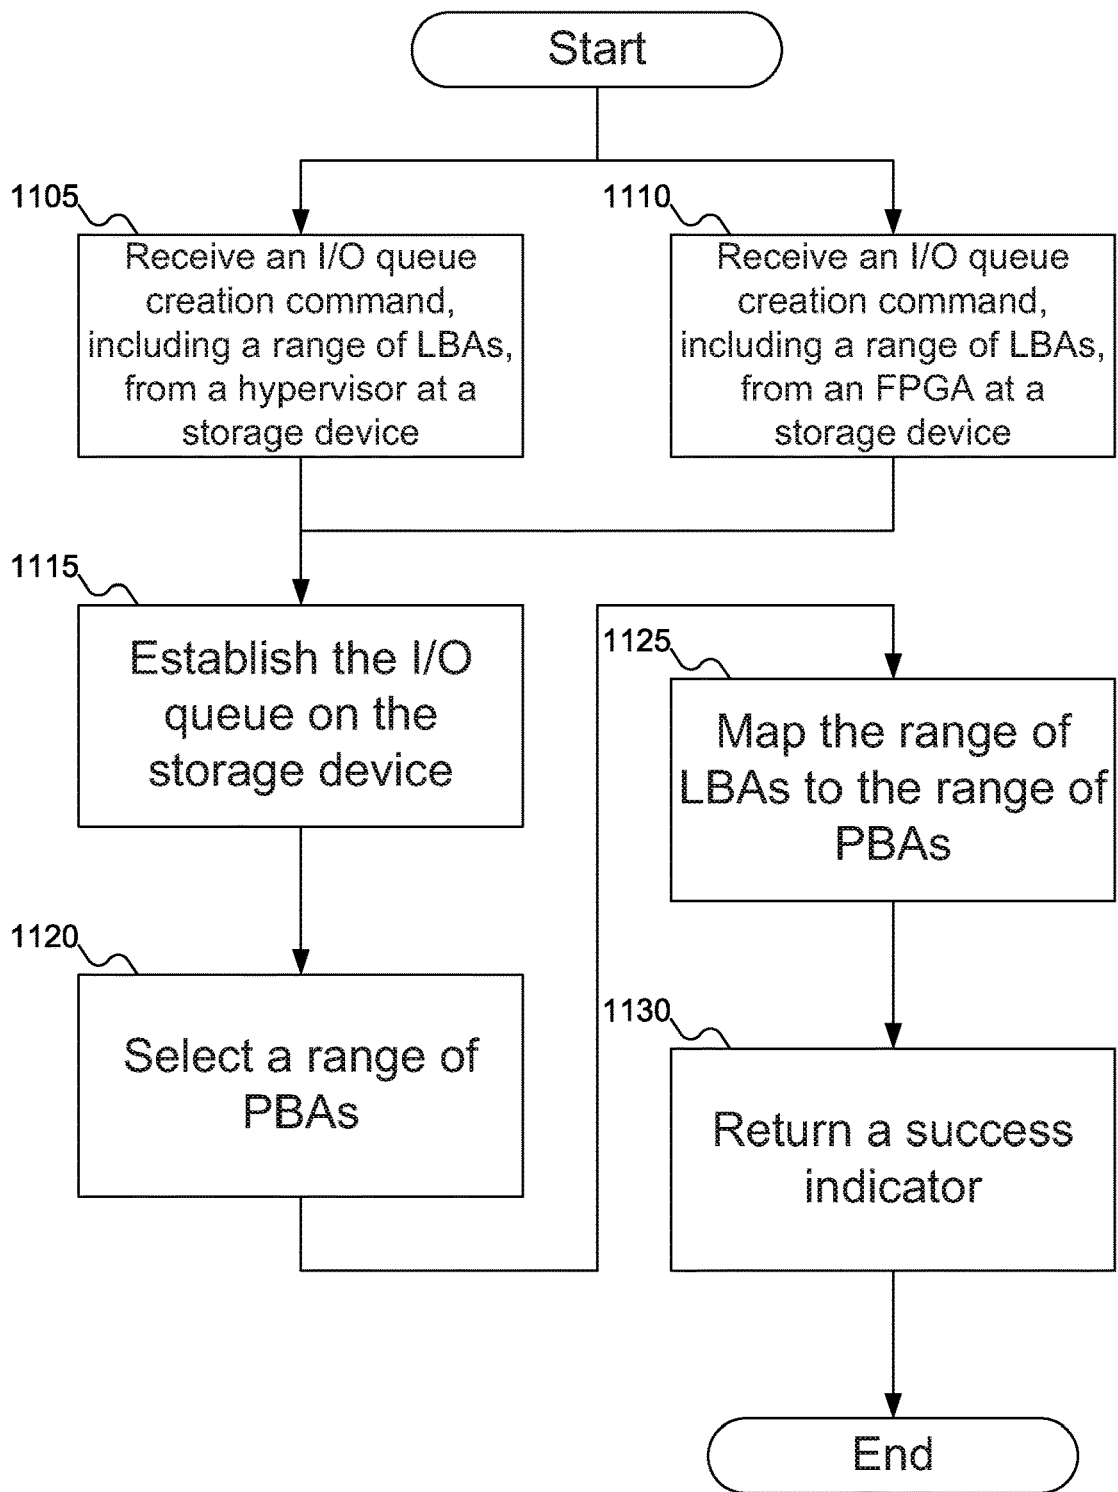 Start
1105
Receive an I/O queue
creation command,
including a range of LBAs,
from a hypervisor at a
storage device
1110
Receive an I/O queue
creation command,
including a range of LBAs,
from an FPGA at a
storage device
1115
Establish the I/O
queue on the
storage device
1120
Select a range of
PBAs
1125
Map the range of
LBAs to the range of
PBAs
1130
Return a success
indicator
End